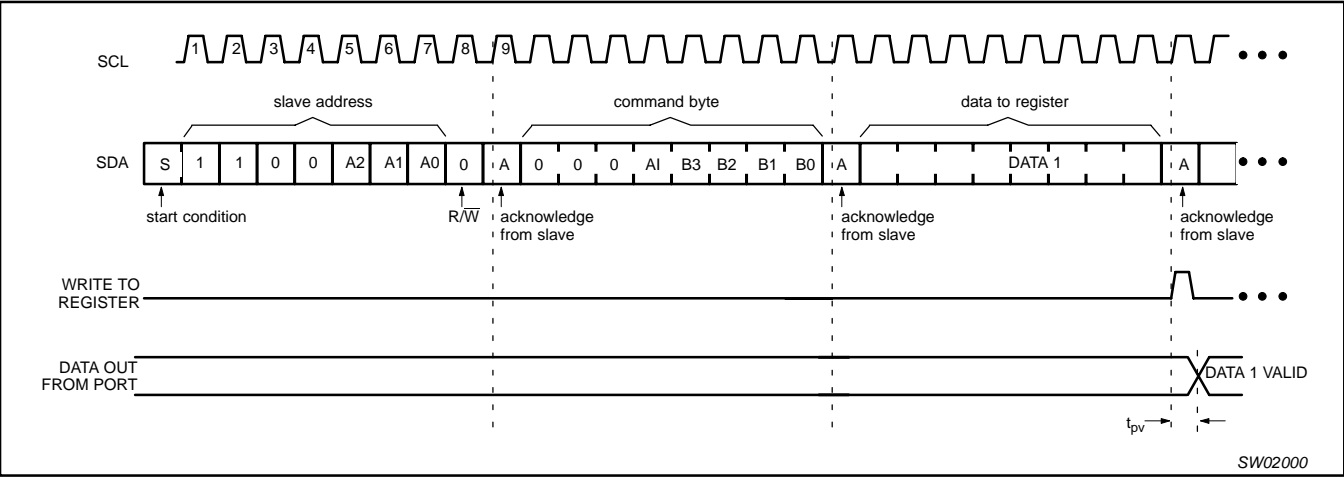 SCL 1 2 3 4 5 6 7 8 9
slave address command byte data to register
SDA S 1 1 0 0 A2 A1 A0 0 A 0 0 0 AI B3 B2 B1 B0 A DATA 1 A
start condition R/W̅ acknowledge from slave acknowledge from slave acknowledge from slave
WRITE TO
REGISTER
DATA OUT
FROM PORT
DATA 1 VALID
tpv
SW02000